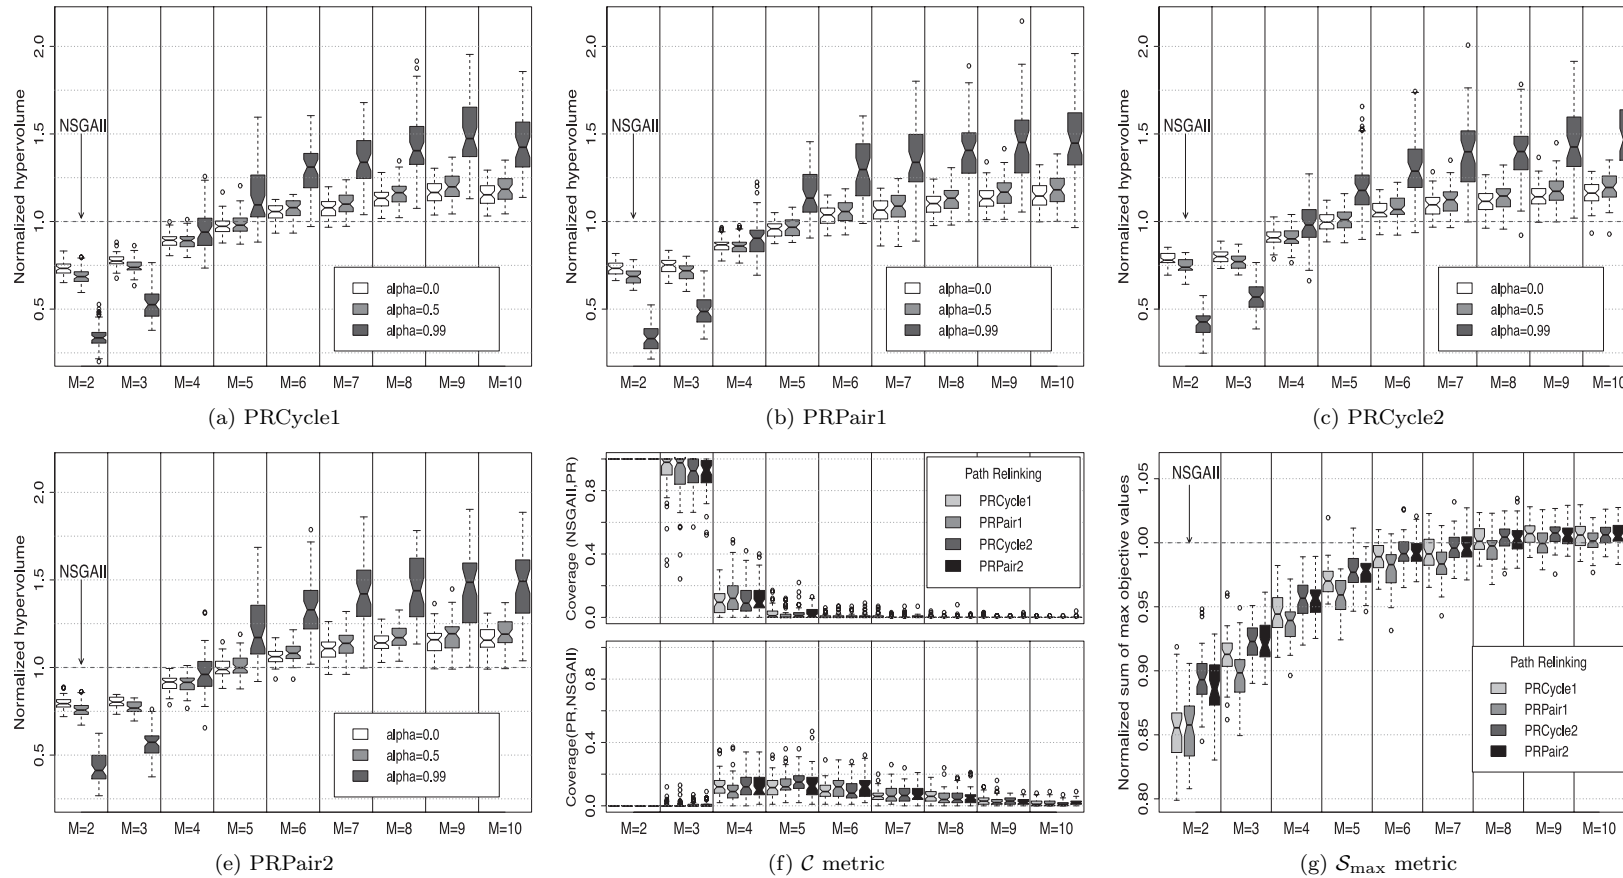 Normalized hypervolume
2.0
1.5
1.0
0.5
NSGAII
alpha=0.0
alpha=0.5
alpha=0.99
M=2 M=3 M=4 M=5 M=6 M=7 M=8 M=9 M=10
(a) PRCycle1
Normalized hypervolume
2.0
1.5
1.0
0.5
NSGAII
alpha=0.0
alpha=0.5
alpha=0.99
M=2 M=3 M=4 M=5 M=6 M=7 M=8 M=9 M=10
(b) PRPair1
Normalized hypervolume
2.0
1.5
1.0
0.5
NSGAII
alpha=0.0
alpha=0.5
alpha=0.99
M=2 M=3 M=4 M=5 M=6 M=7 M=8 M=9 M=10
(c) PRCycle2
Normalized hypervolume
2.0
1.5
1.0
0.5
NSGAII
alpha=0.0
alpha=0.5
alpha=0.99
M=2 M=3 M=4 M=5 M=6 M=7 M=8 M=9 M=10
(e) PRPair2
Coverage (NSGAII,PR)
0.8
0.4
0.0
Path Relinking
PRCycle1
PRPair1
PRCycle2
PRPair2
Coverage(PR,NSGAII)
0.8
0.4
0.0
M=2 M=3 M=4 M=5 M=6 M=7 M=8 M=9 M=10
(f) C metric
Normalized sum of max objective values
1.05
1.00
0.95
0.90
0.85
0.80
NSGAII
Path Relinking
PRCycle1
PRPair1
PRCycle2
PRPair2
M=2 M=3 M=4 M=5 M=6 M=7 M=8 M=9 M=10
(g) Smax metric